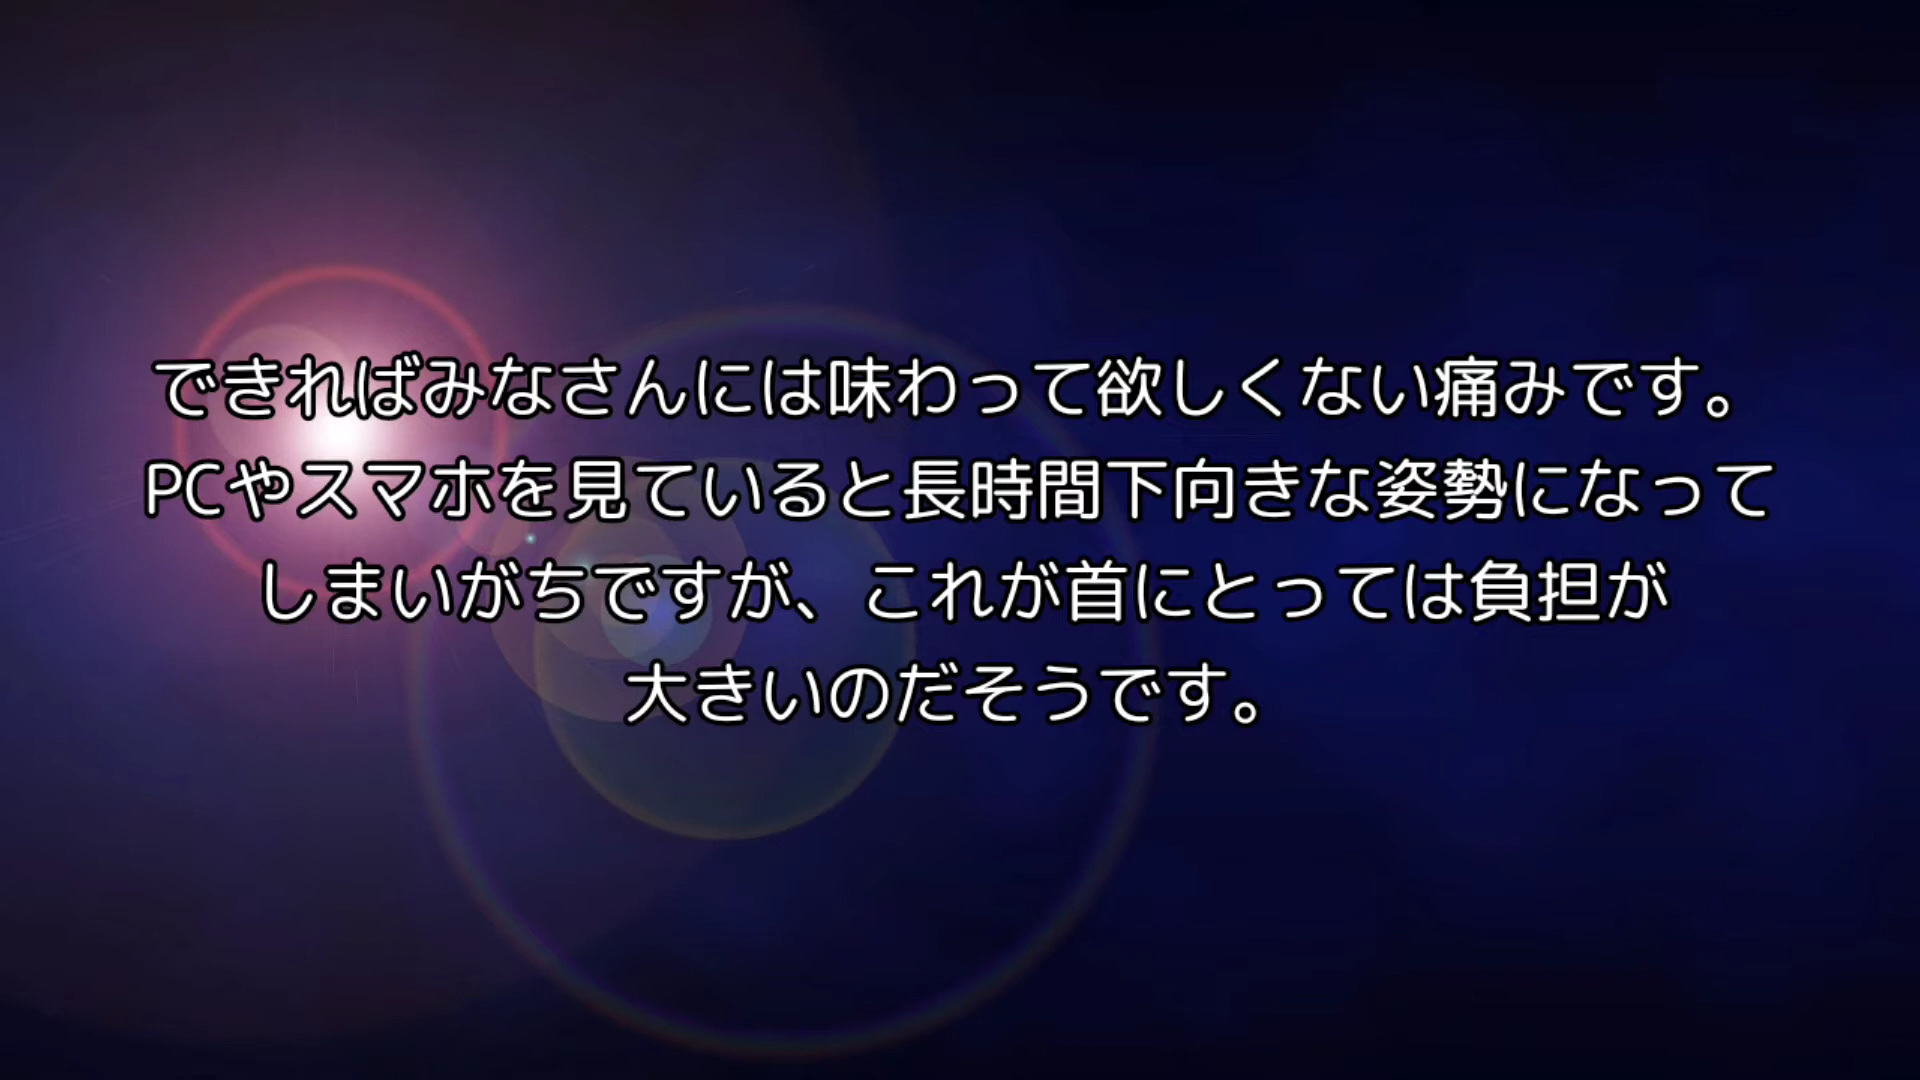 できればみなさんには味わって欲しくない痛みです。
PCやスマホを見ていると長時間下向きな姿勢になって
しまいがちですが、これが首にとっては負担が
大きいのだそうです。